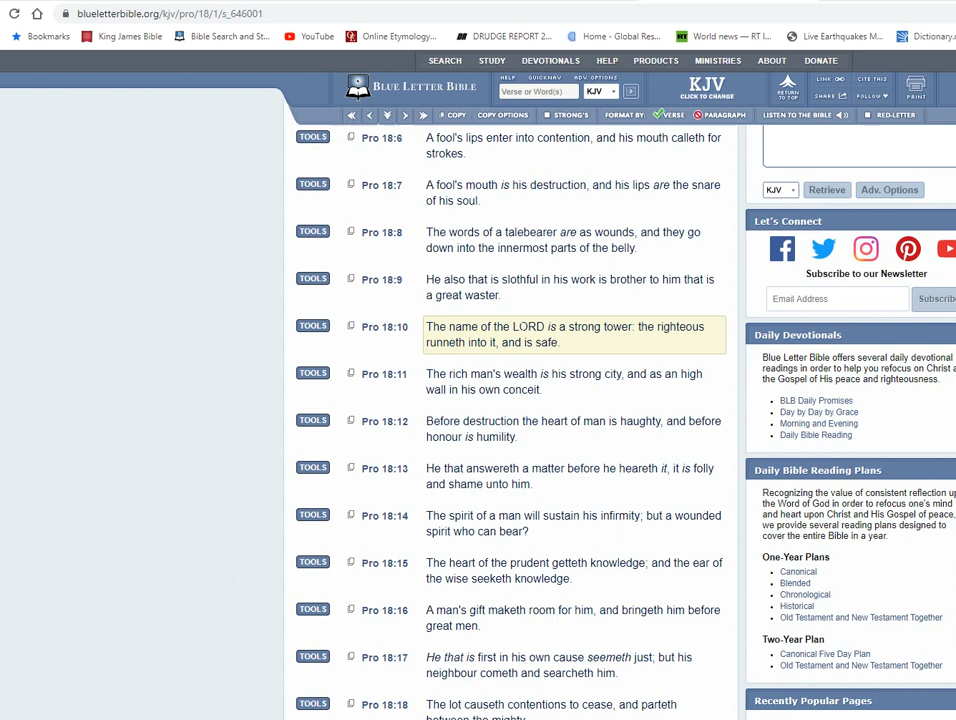 blueletterbible.org/kjv/pro/18/1/s_646001
Bookmarks King James Bible Bible Search and St... YouTube Online Etymology... DRUDGE REPORT 2... Home - Global Res... World news — RT I... Live Earthquakes M... Dictionary.c
SEARCH STUDY DEVOTIONALS HELP PRODUCTS MINISTRIES ABOUT DONATE
HELP QUICKNAV ADV. OPTIONS
BLUE LETTER BIBLE
Verse or Word(s) KJV
KJV
CLICK TO CHANGE
RETURN TO TOP
LINK CITE THIS
SHARE FOLLOW
PRINT
COPY COPY OPTIONS STRONG'S FORMAT BY: VERSE PARAGRAPH LISTEN TO THE BIBLE RED-LETTER
TOOLS Pro 18:6 A fool's lips enter into contention, and his mouth calleth for
strokes.
TOOLS Pro 18:7 A fool's mouth is his destruction, and his lips are the snare
of his soul.
TOOLS Pro 18:8 The words of a talebearer are as wounds, and they go
down into the innermost parts of the belly.
TOOLS Pro 18:9 He also that is slothful in his work is brother to him that is
a great waster.
TOOLS Pro 18:10 The name of the LORD is a strong tower: the righteous
runneth into it, and is safe.
TOOLS Pro 18:11 The rich man's wealth is his strong city, and as an high
wall in his own conceit.
TOOLS Pro 18:12 Before destruction the heart of man is haughty, and before
honour is humility.
TOOLS Pro 18:13 He that answereth a matter before he heareth it, it is folly
and shame unto him.
TOOLS Pro 18:14 The spirit of a man will sustain his infirmity; but a wounded
spirit who can bear?
TOOLS Pro 18:15 The heart of the prudent getteth knowledge; and the ear of
the wise seeketh knowledge.
TOOLS Pro 18:16 A man's gift maketh room for him, and bringeth him before
great men.
TOOLS Pro 18:17 He that is first in his own cause seemeth just; but his
neighbour cometh and searcheth him.
TOOLS Pro 18:18 The lot causeth contentions to cease, and parteth
between the mighty.
KJV Retrieve Adv. Options
Let's Connect
Subscribe to our Newsletter
Email Address Subscribe
Daily Devotionals
Blue Letter Bible offers several daily devotional
readings in order to help you refocus on Christ a
the Gospel of His peace and righteousness.
BLB Daily Promises
Day by Day by Grace
Morning and Evening
Daily Bible Reading
Daily Bible Reading Plans
Recognizing the value of consistent reflection up
the Word of God in order to refocus one's mind
and heart upon Christ and His Gospel of peace,
we provide several reading plans designed to
cover the entire Bible in a year.
One-Year Plans
Canonical
Blended
Chronological
Historical
Old Testament and New Testament Together
Two-Year Plan
Canonical Five Day Plan
Old Testament and New Testament Together
Recently Popular Pages